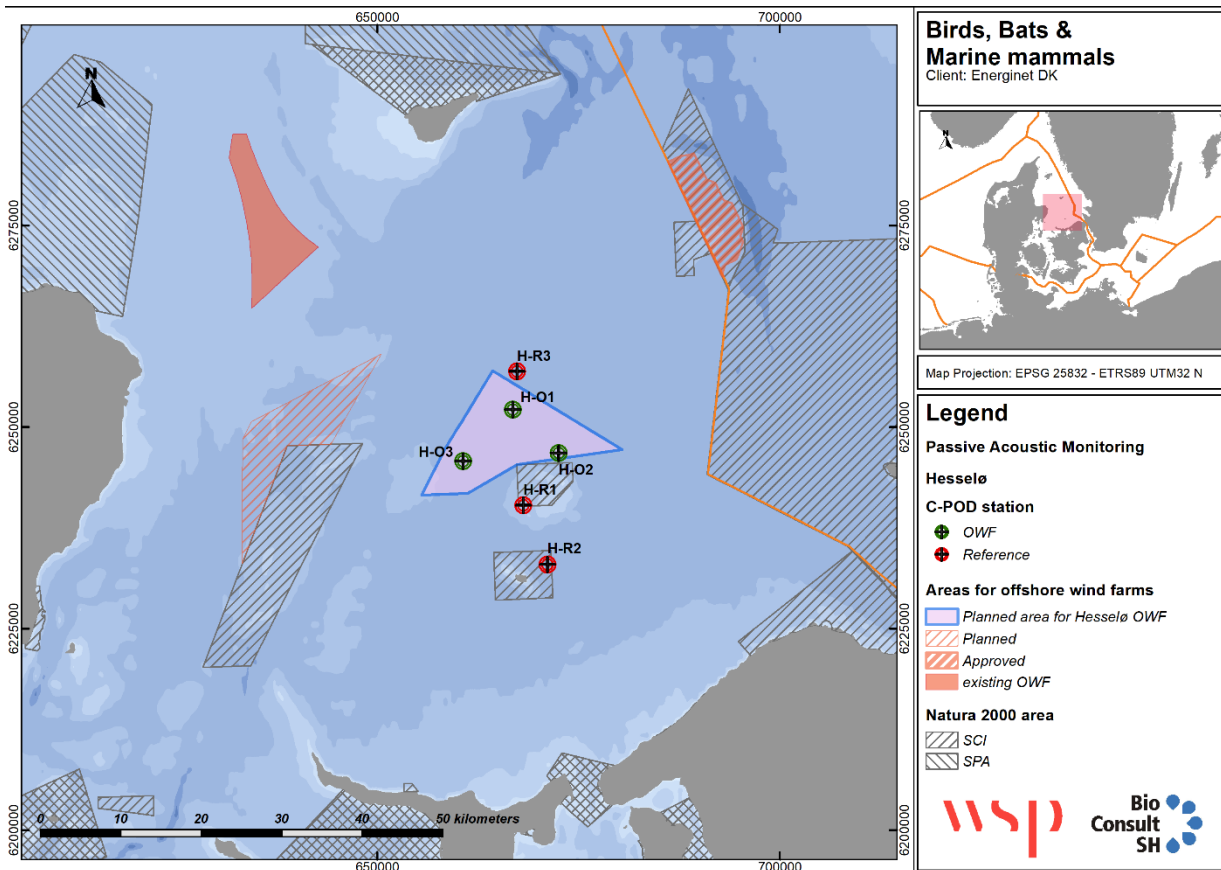 650000
700000
N
6275000
6275000
H-R3
H-O1
6250000
6250000
H-O3
H-O2
H-R1
H-R2
6225000
6225000
6200000
6200000
0 10 20 30 40 50 kilometers
650000
700000
Birds, Bats &
Marine mammals
Client: Energinet DK
N
Map Projection: EPSG 25832 - ETRS89 UTM32 N
Legend
Passive Acoustic Monitoring
Hesselø
C-POD station
OWF
Reference
Areas for offshore wind farms
Planned area for Hesselø OWF
Planned
Approved
existing OWF
Natura 2000 area
SCI
SPA
wsp
Bio
Consult
SH